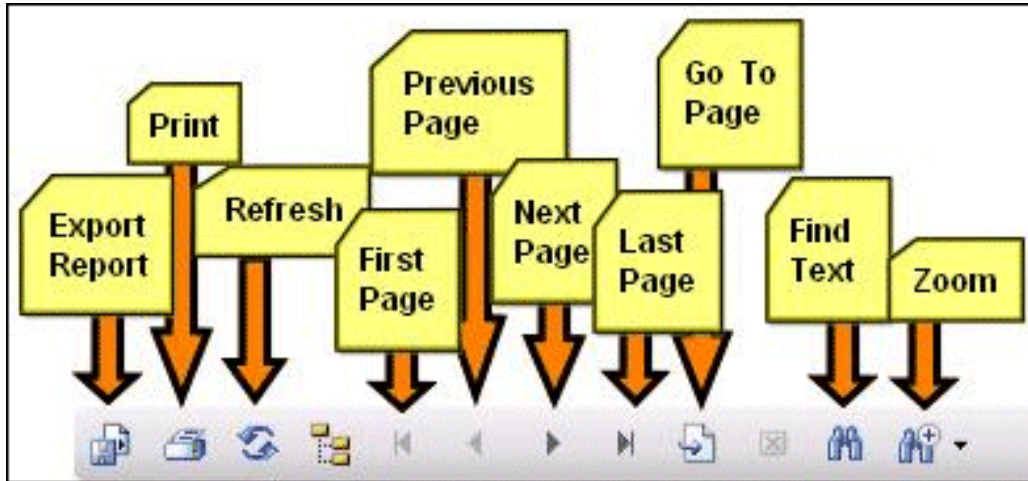 Export
Report
Print
Refresh
First
Page
Previous
Page
Next
Page
Last
Page
Go To
Page
Find
Text
Zoom